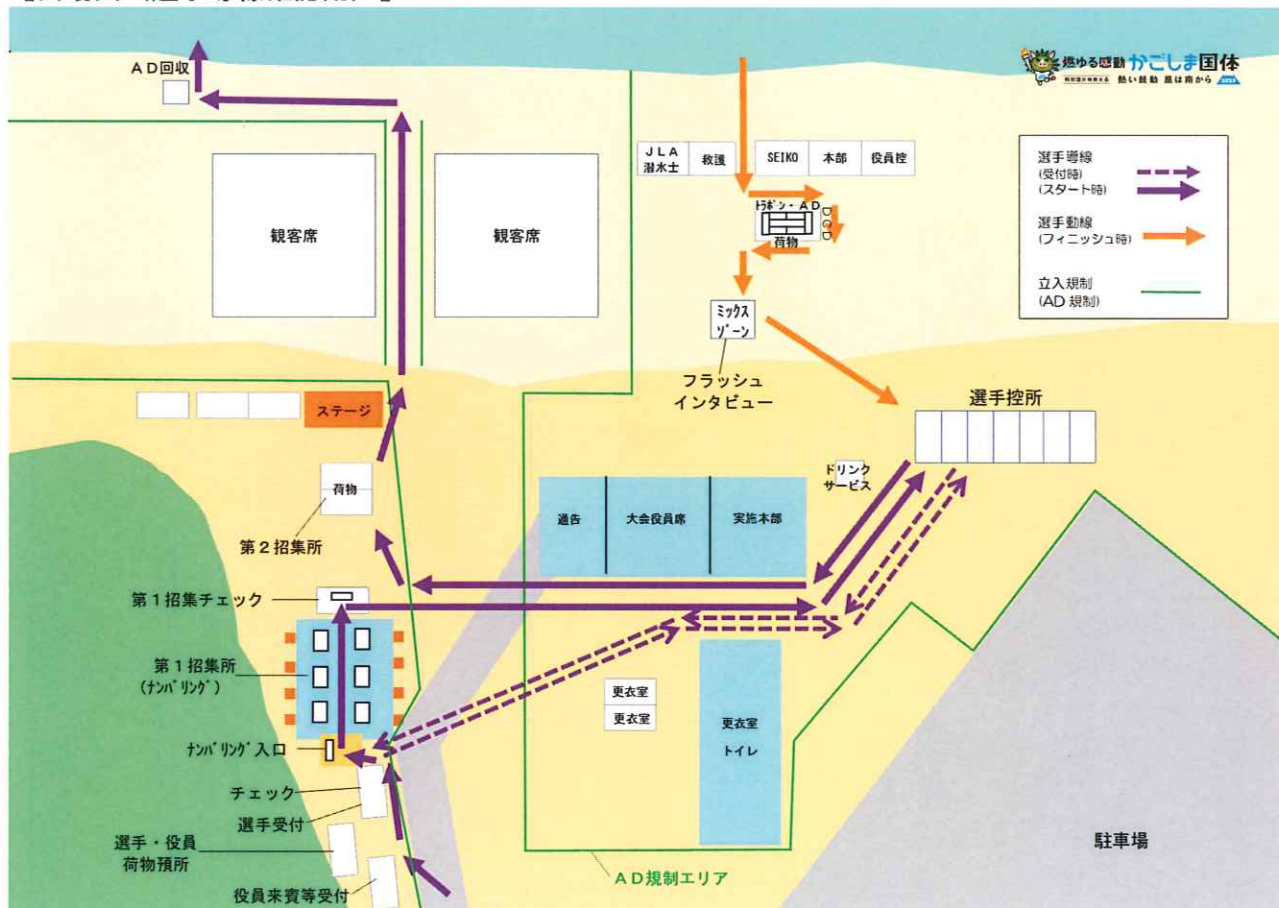 AD回収
燃ゆる感動 かごしま国体
熱い鼓動 風は南から
JLA
潜水士
救護
SEIKO
本部
役員控
選手導線
(受付時)
(スタート時)
選手動線
(フィニッシュ時)
立入規制
(AD規制)
トラポン・AD
荷物
観客席
観客席
ミックス
ゾーン
フラッシュ
インタビュー
選手控所
ステージ
荷物
第2招集所
ドリンク
サービス
通告
大会役員席
実施本部
第1招集チェック
第1招集所
(ナンバリング)
更衣室
更衣室
更衣室
トイレ
ナンバリング入口
チェック
選手受付
選手・役員
荷物預所
役員来賓等受付
AD規制エリア
駐車場